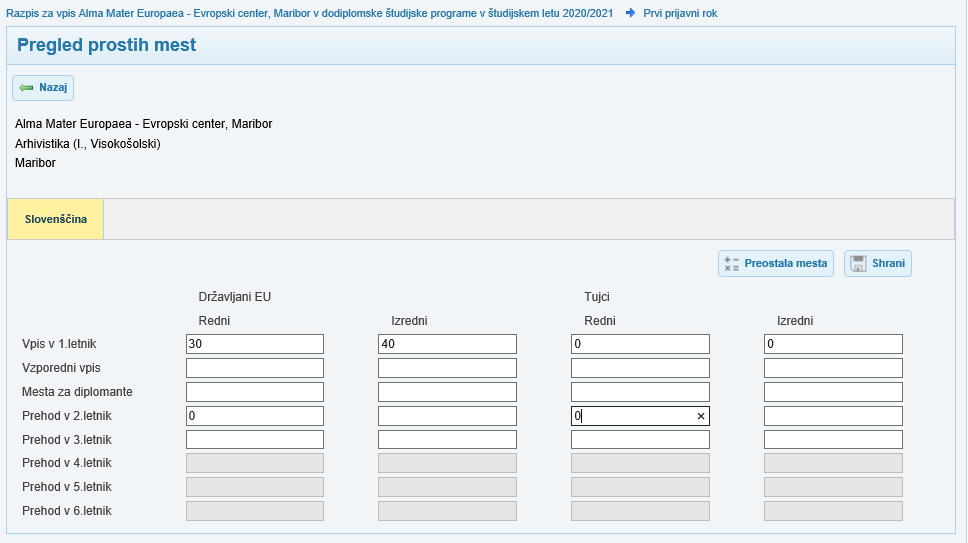 Razpis za vpis Alma Mater Europaea - Evropski center, Maribor v dodiplomske študijske programe v študijskem letu 2020/2021 Prvi prijavni rok
Pregled prostih mest
Nazaj
Alma Mater Europaea - Evropski center, Maribor
Arhivistika (I., Visokošolski)
Maribor
Slovenščina
Preostala mesta Shrani
Državljani EU Tujci
Redni Izredni Redni Izredni
Vpis v 1.letnik 30 40 0 0
Vzporedni vpis
Mesta za diplomante
Prehod v 2.letnik 0 0
Prehod v 3.letnik
Prehod v 4.letnik
Prehod v 5.letnik
Prehod v 6.letnik